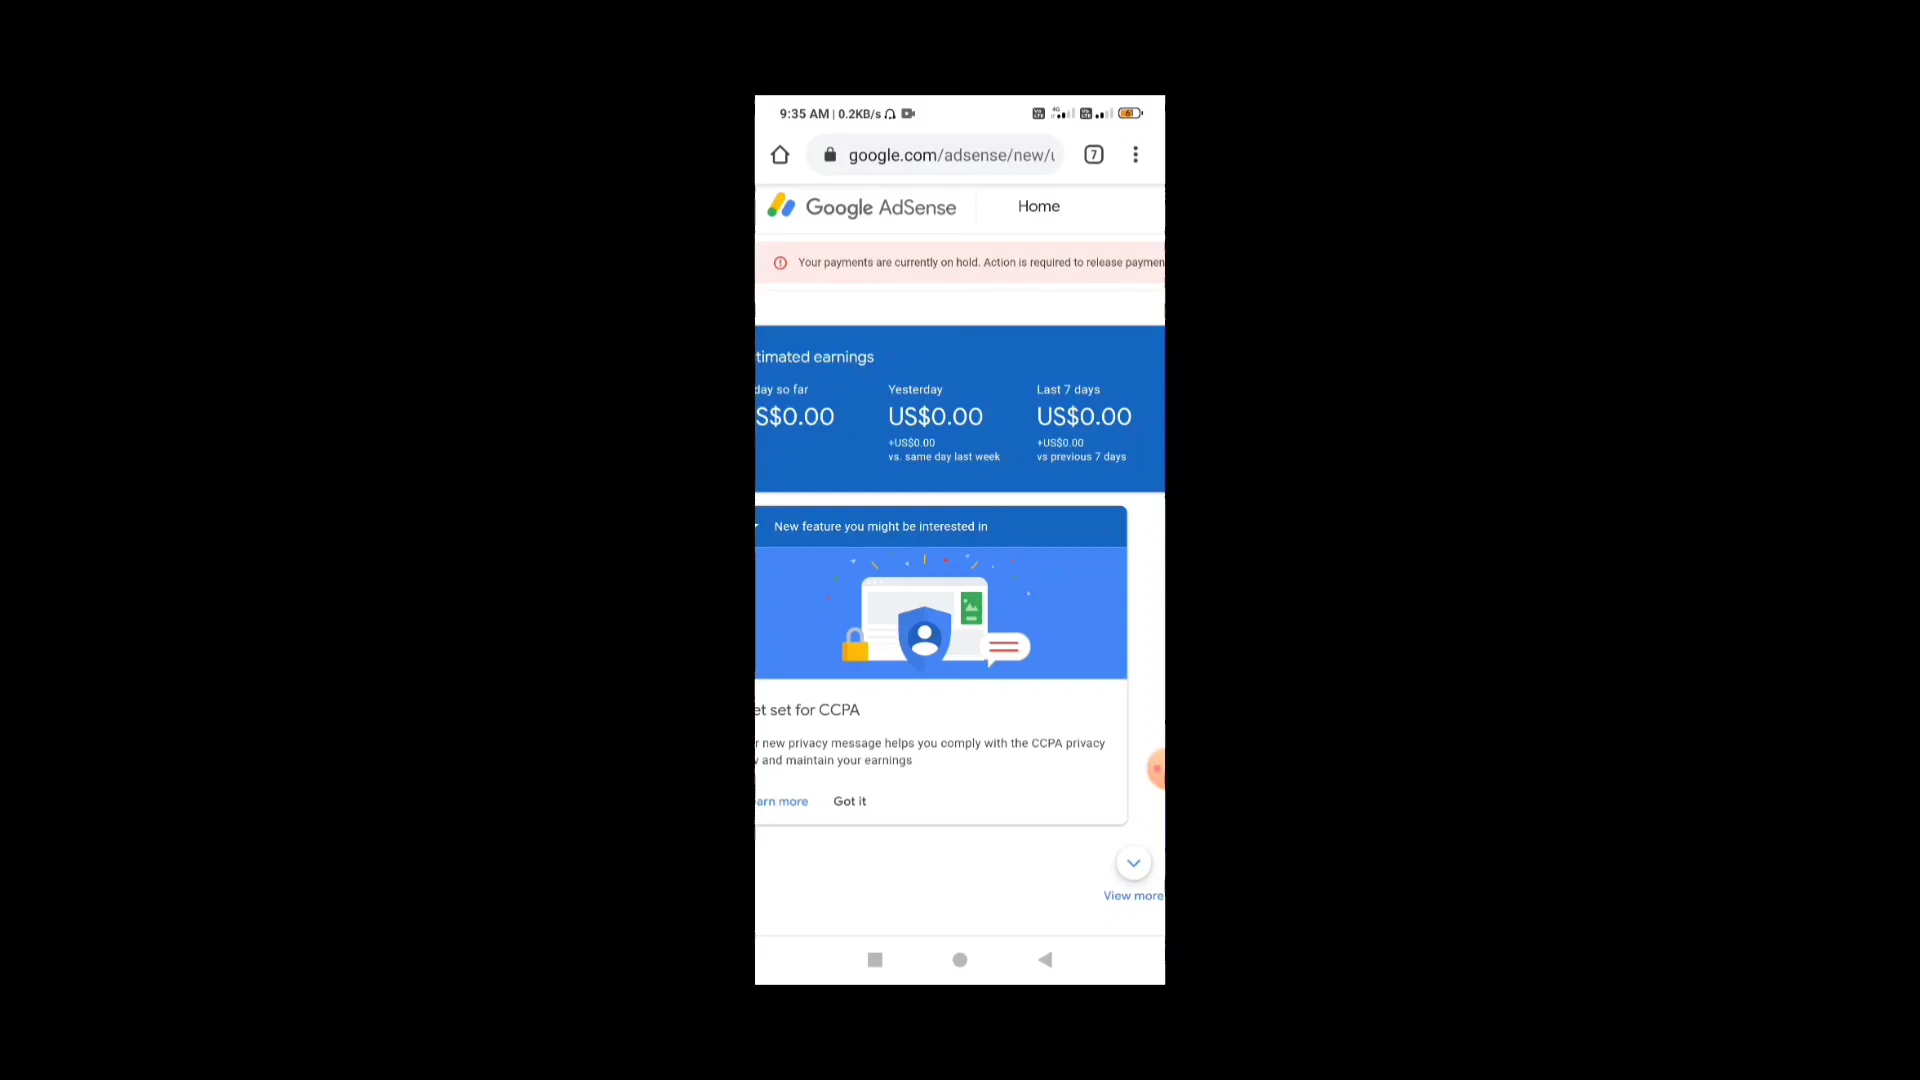 9:35 AM | 0.2KB/s
google.com/adsense/new/u
7
Google AdSense
Home
Your payments are currently on hold. Action is required to release paymen
timated earnings
day so far
Yesterday
Last 7 days
S$0.00
US$0.00
US$0.00
+US$0.00
+US$0.00
vs. same day last week
vs previous 7 days
New feature you might be interested in
et set for CCPA
r new privacy message helps you comply with the CCPA privacy
w and maintain your earnings
earn more
Got it
View more